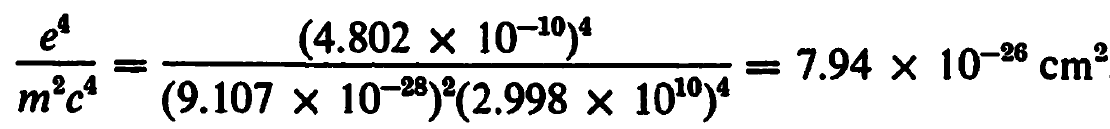 e⁴/m²c⁴ = (4.802 × 10⁻¹⁰)⁴/(9.107 × 10⁻²⁸)²(2.998 × 10¹⁰)⁴ = 7.94 × 10⁻²⁶ cm²